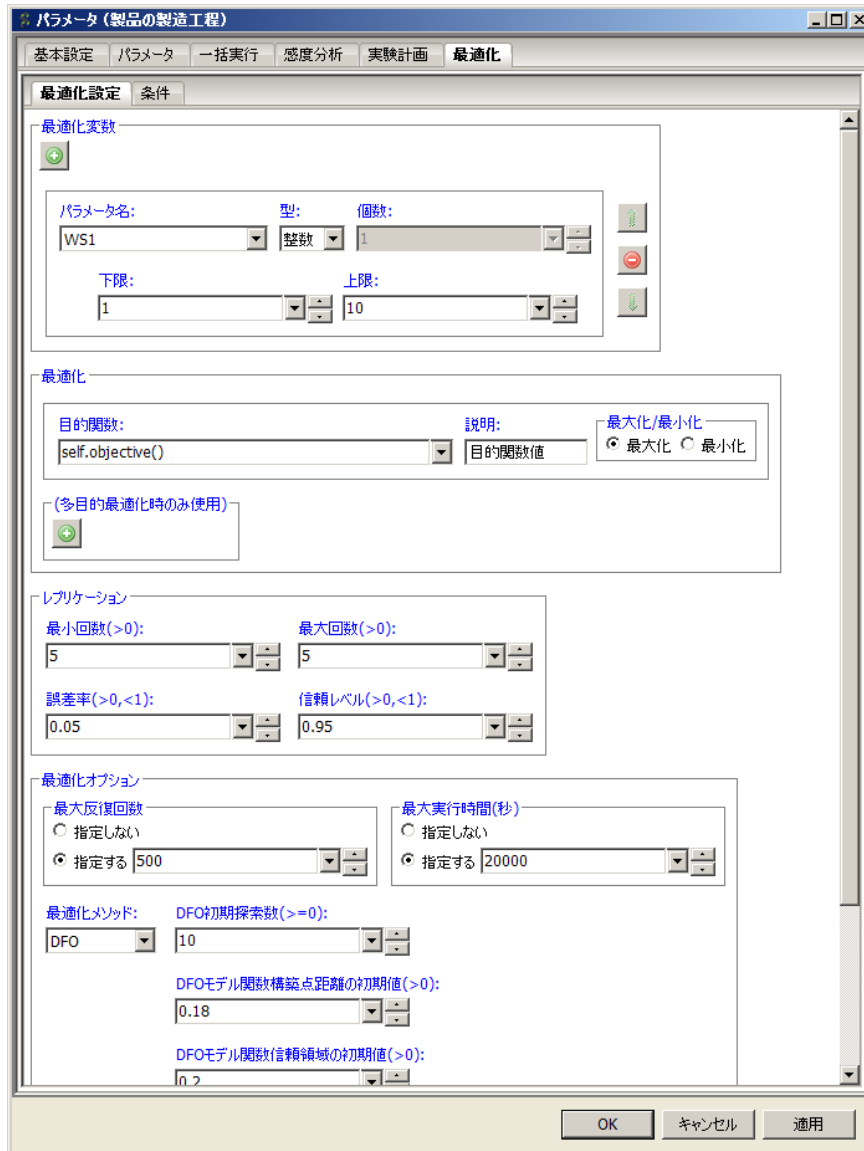 パラメータ (製品の製造工程)
基本設定 パラメータ 一括実行 感度分析 実験計画 最適化
最適化設定 条件
最適化変数
パラメータ名: 型: 個数:
WS1 整数 1
下限: 上限:
1 10
最適化
目的関数: 説明: 最大化/最小化
self.objective() 目的関数値 最大化 最小化
(多目的最適化時のみ使用)
レプリケーション
最小回数(>0): 最大回数(>0):
5 5
誤差率(>0,<1): 信頼レベル(>0,<1):
0.05 0.95
最適化オプション
最大反復回数 最大実行時間(秒)
指定しない 指定しない
指定する 500 指定する 20000
最適化メソッド: DFO初期探索数(>=0):
DFO 10
DFOモデル関数構築点距離の初期値(>0):
0.18
DFOモデル関数信頼領域の初期値(>0):
0.2
OK キャンセル 適用